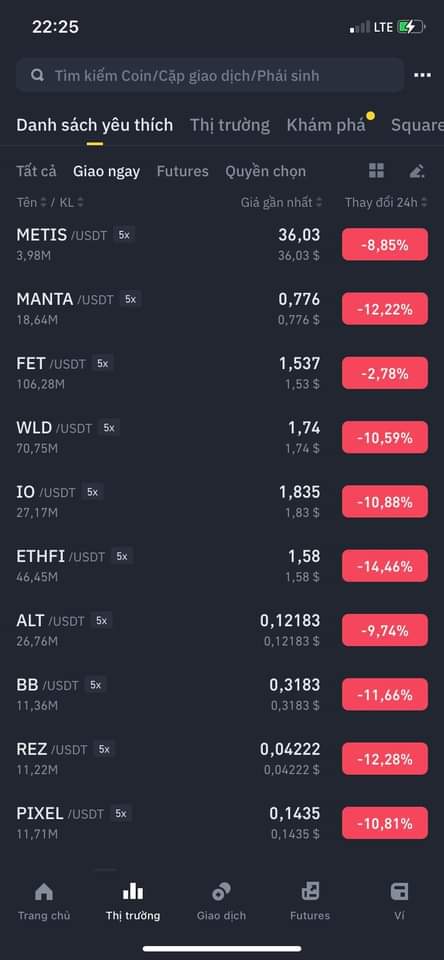 22:25 LTE
Tìm kiếm Coin/Cặp giao dịch/Phái sinh
Danh sách yêu thích Thị trường Khám phá Square
Tất cả Giao ngay Futures Quyền chọn
Tên / KL Giá gần nhất Thay đổi 24h
METIS /USDT 5x 36,03 -8,85%
3,98M 36,03 $
MANTA /USDT 5x 0,776 -12,22%
18,64M 0,776 $
FET /USDT 5x 1,537 -2,78%
106,28M 1,53 $
WLD /USDT 5x 1,74 -10,59%
70,75M 1,74 $
IO /USDT 5x 1,835 -10,88%
27,17M 1,83 $
ETHFI /USDT 5x 1,58 -14,46%
46,45M 1,58 $
ALT /USDT 5x 0,12183 -9,74%
26,76M 0,12183 $
BB /USDT 5x 0,3183 -11,66%
11,36M 0,3183 $
REZ /USDT 5x 0,04222 -12,28%
11,22M 0,04222 $
PIXEL /USDT 5x 0,1435 -10,81%
11,71M 0,1435 $
Trang chủ Thị trường Giao dịch Futures Ví